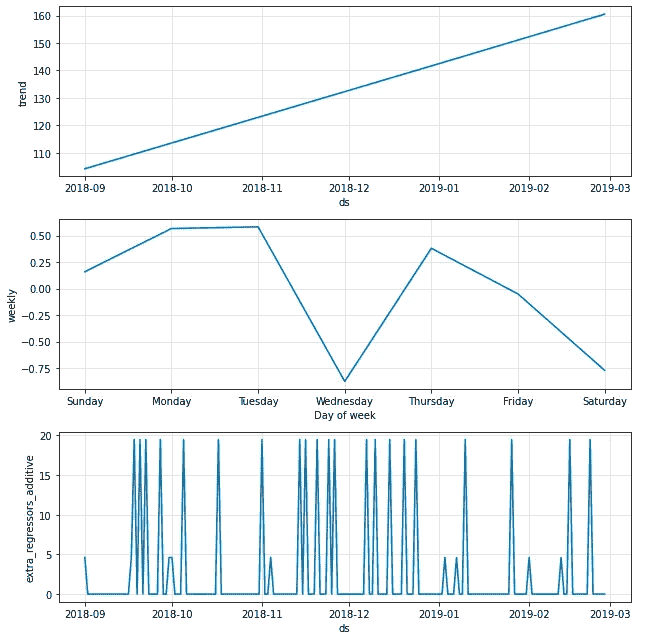 160
150
140
130
120
110
trend
2018-09 2018-10 2018-11 2018-12 2019-01 2019-02 2019-03
ds
0.50
0.25
0.00
−0.25
−0.50
−0.75
weekly
Sunday Monday Tuesday Wednesday Thursday Friday Saturday
Day of week
20
15
10
5
0
extra_regressors_additive
2018-09 2018-10 2018-11 2018-12 2019-01 2019-02 2019-03
ds